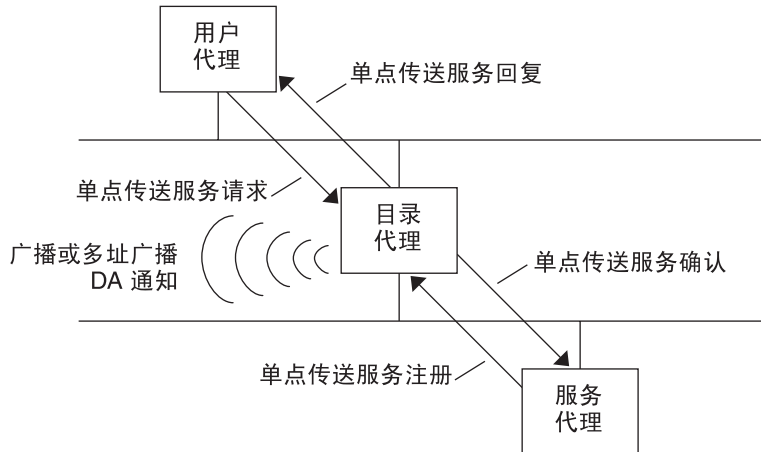 用户
代理
单点传送服务回复
单点传送服务请求
目录
代理
广播或多址广播
DA 通知
单点传送服务确认
单点传送服务注册
服务
代理